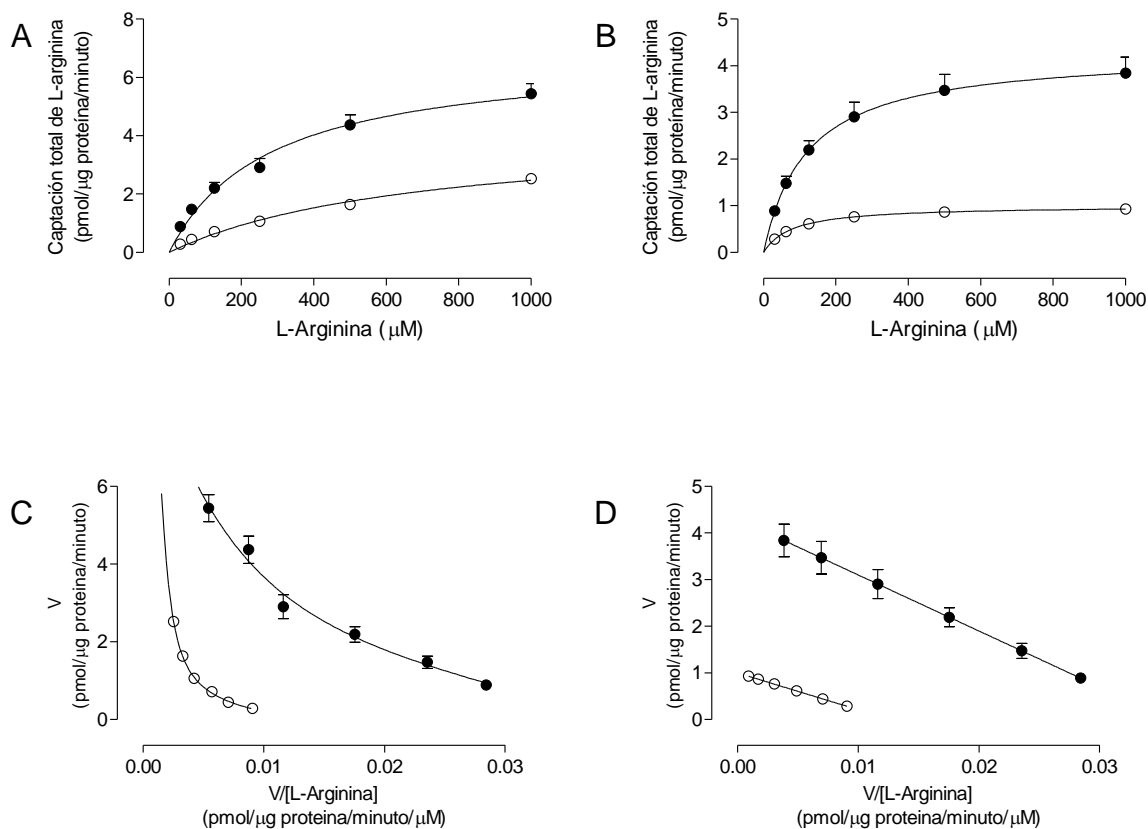 A
Captación total de L-arginina
(pmol/µg proteína/minuto)
8
6
4
2
0
0 200 400 600 800 1000
L-Arginina ( µM)
B
Captación total de L-arginina
(pmol/µg proteína/minuto)
5
4
3
2
1
0
0 200 400 600 800 1000
L-Arginina (µM)
C
V
(pmol/µg proteina/minuto)
6
4
2
0
0.00 0.01 0.02 0.03
V/[L-Arginina]
(pmol/µg proteina/minuto/µM)
D
V
(pmol/µg proteina/minuto)
5
4
3
2
1
0
0.00 0.01 0.02 0.03
V/[L-Arginina]
(pmol/µg proteina/minuto/µM)